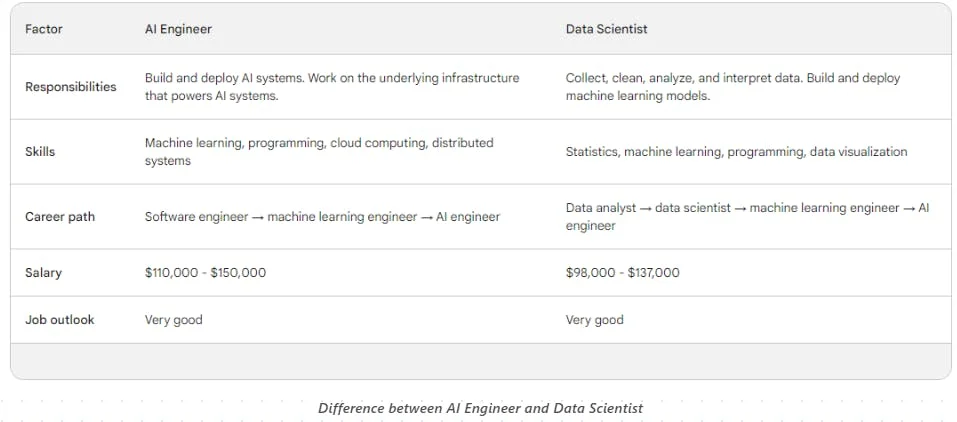 Factor AI Engineer Data Scientist
Responsibilities
Build and deploy AI systems. Work on the underlying infrastructure
that powers AI systems.
Collect, clean, analyze, and interpret data. Build and deploy
machine learning models.
Skills
Machine learning, programming, cloud computing, distributed
systems
Statistics, machine learning, programming, data visualization
Career path
Software engineer → machine learning engineer → AI engineer
Data analyst → data scientist → machine learning engineer → AI
engineer
Salary $110,000 - $150,000 $98,000 - $137,000
Job outlook Very good Very good
Difference between AI Engineer and Data Scientist